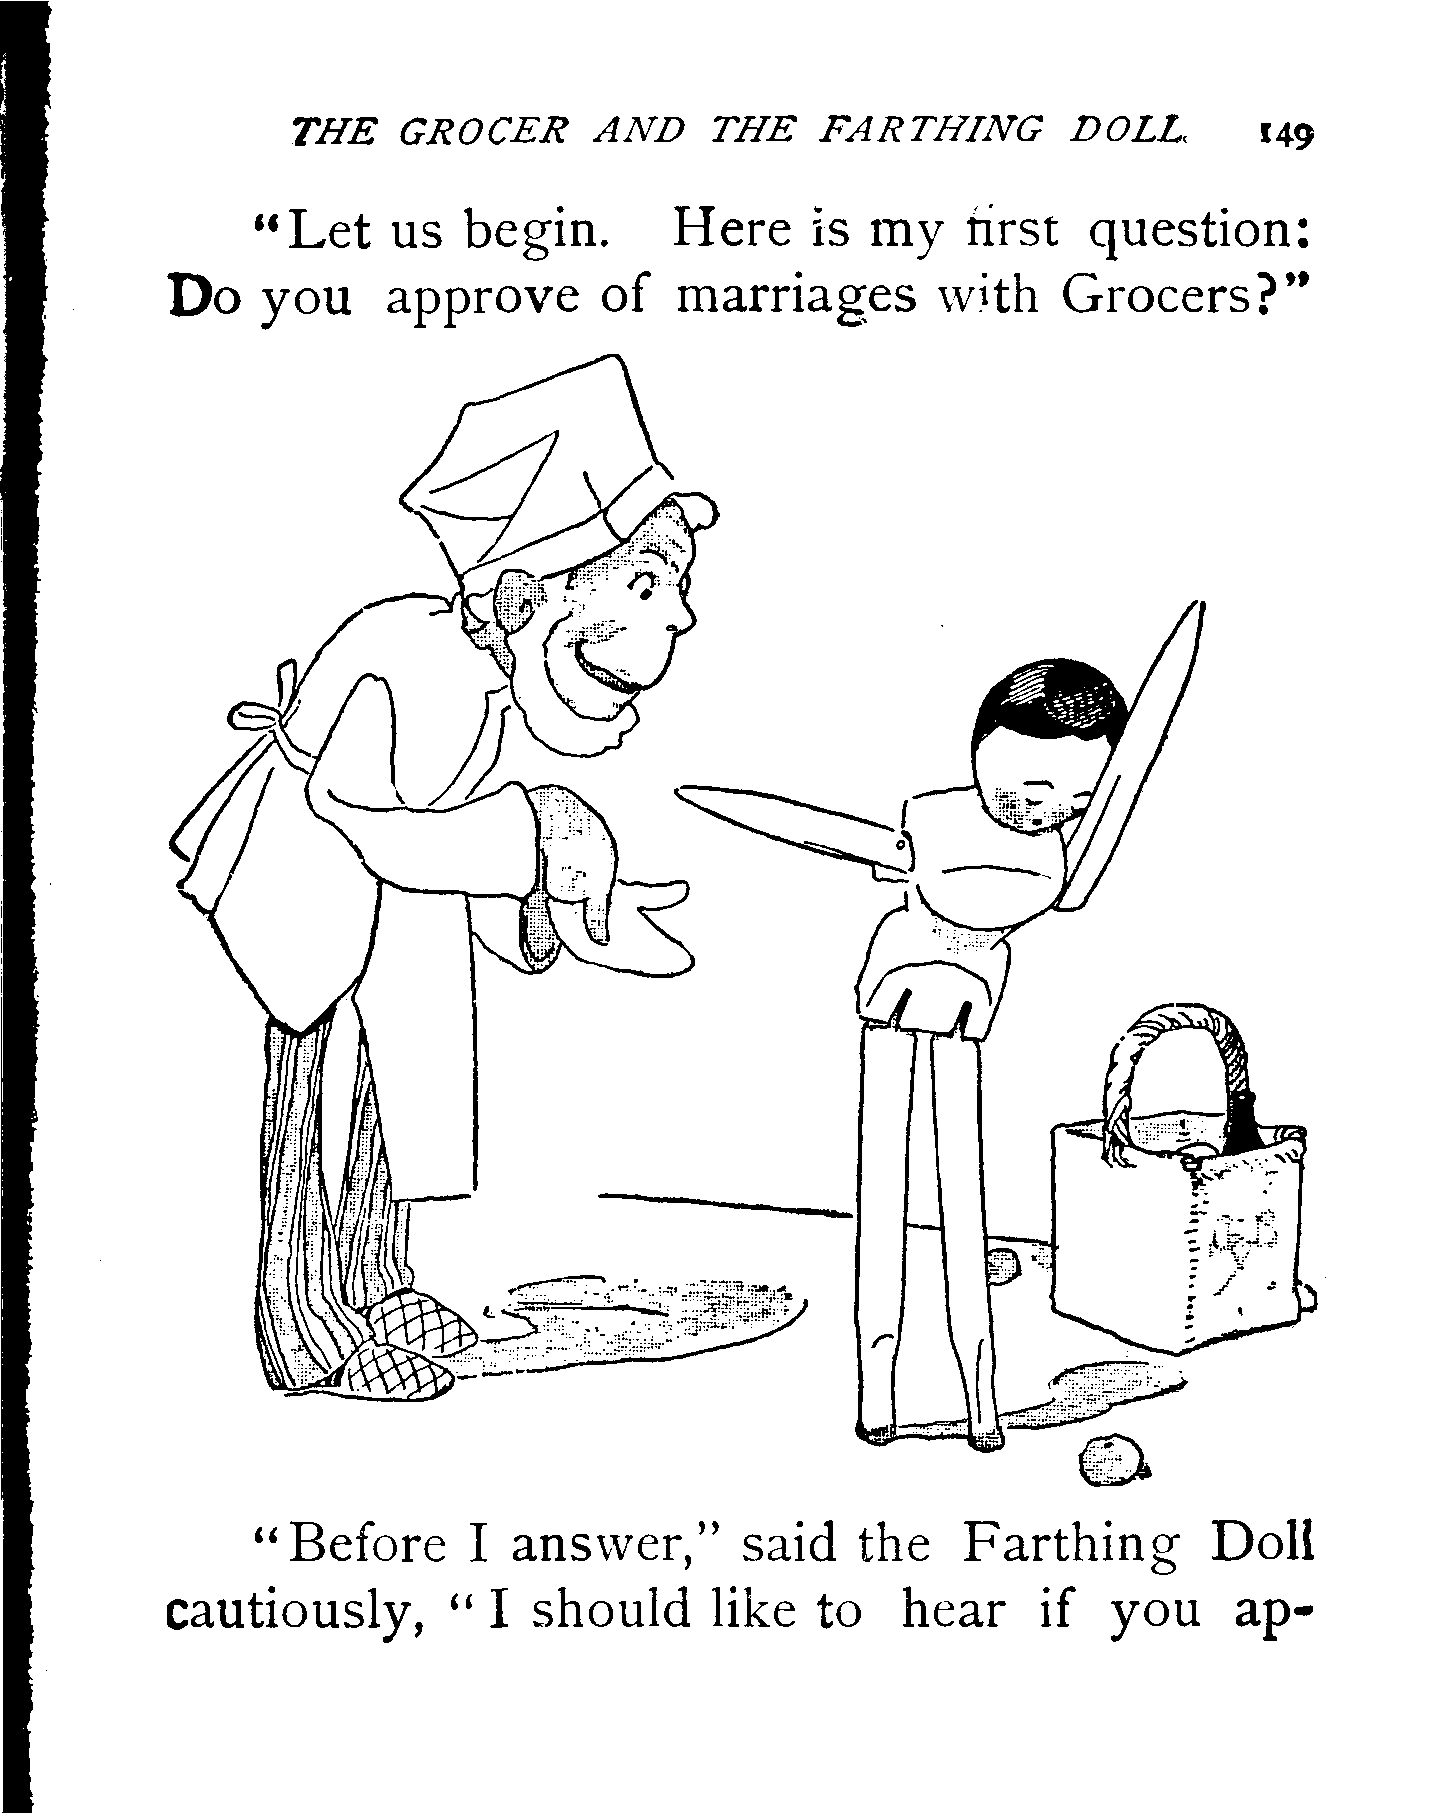 THE GROCER AND THE FARTHING DOLL. 149
“Let us begin. Here is my first question:
Do you approve of marriages with Grocers?”
“Before I answer,” said the Farthing Doll
cautiously, “I should like to hear if you ap-